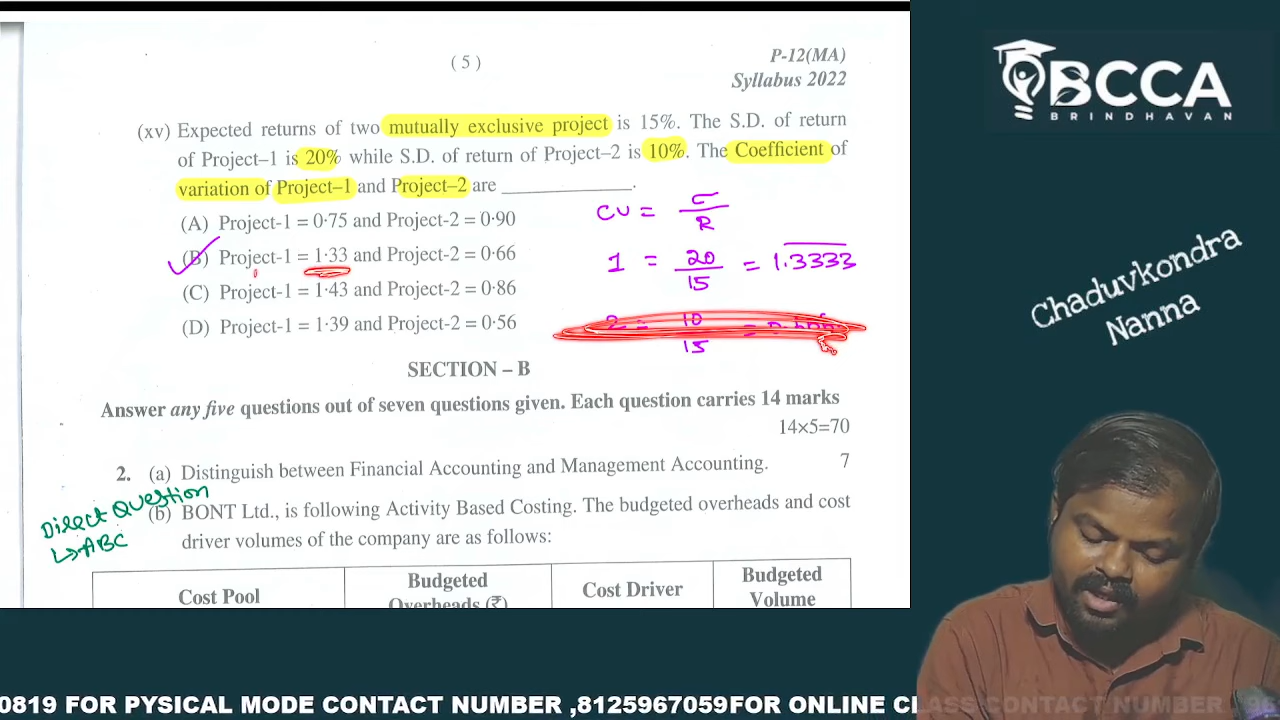 ( 5 )
P-12(MA)
Syllabus 2022
(xv) Expected returns of two mutually exclusive project is 15%. The S.D. of return
of Project–1 is 20% while S.D. of return of Project–2 is 10%. The Coefficient of
variation of Project–1 and Project–2 are ____________.
(A) Project-1 = 0·75 and Project-2 = 0·90
(B) Project-1 = 1·33 and Project-2 = 0·66
(C) Project-1 = 1·43 and Project-2 = 0·86
(D) Project-1 = 1·39 and Project-2 = 0·56
CV = σ
R
1 = 20
15
= 1.3333
2 = 10
15
=
SECTION – B
Answer any five questions out of seven questions given. Each question carries 14 marks
14×5=70
2. (a) Distinguish between Financial Accounting and Management Accounting. 7
(b) BONT Ltd., is following Activity Based Costing. The budgeted overheads and cost
driver volumes of the company are as follows:
Direct Question
↳ ABC
Cost Pool
Budgeted
Overheads (₹)
Cost Driver
Budgeted
Volume
BCCA
BRINDHAVAN
Chaduvkondra
Nanna
0819 FOR PYSICAL MODE CONTACT NUMBER ,8125967059FOR ONLINE CLASS CONTACT NUMBER ,96